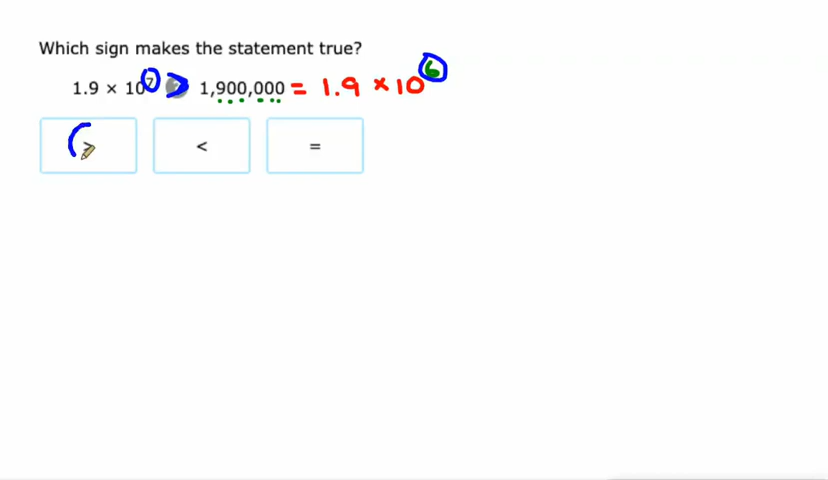 Which sign makes the statement true?
1.9 × 10⁷ > 1,900,000 = 1.9 × 10⁶
> < =